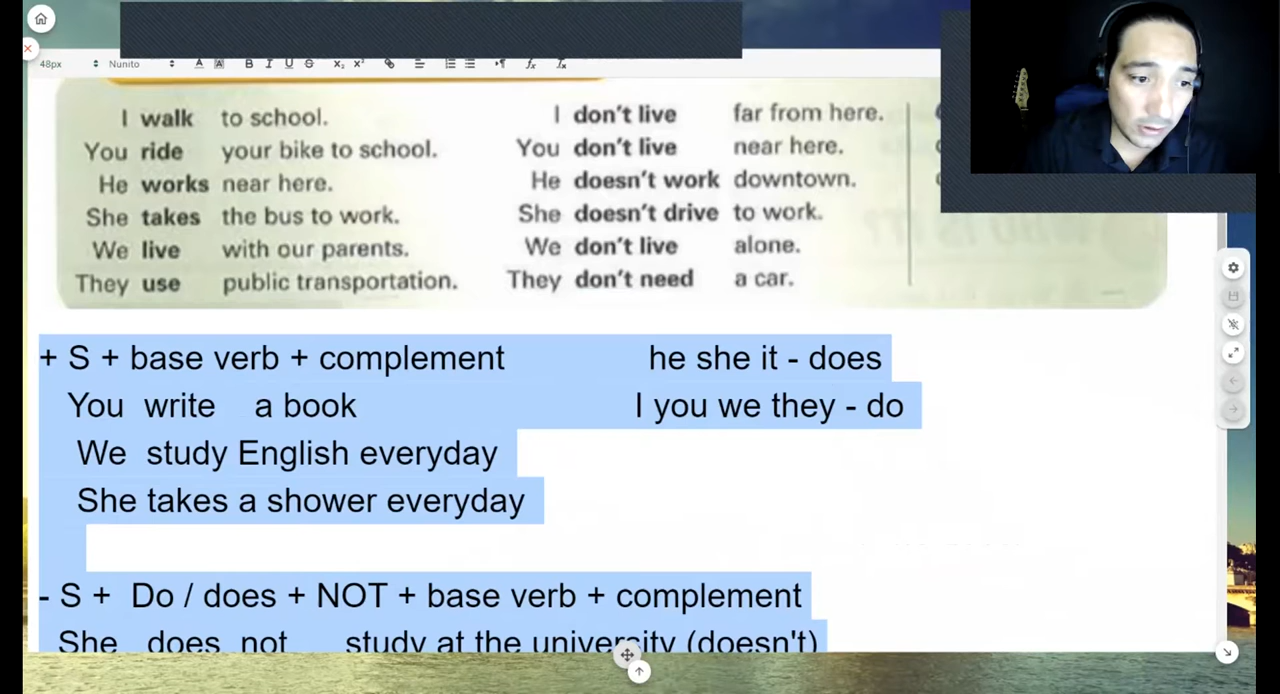 48px Nunito
I walk to school. I don't live far from here.
You ride your bike to school. You don't live near here.
He works near here. He doesn't work downtown.
She takes the bus to work. She doesn't drive to work.
We live with our parents. We don't live alone.
They use public transportation. They don't need a car.
+ S + base verb + complement he she it - does
You write a book I you we they - do
We study English everyday
She takes a shower everyday
- S + Do / does + NOT + base verb + complement
She does not study at the university (doesn't)